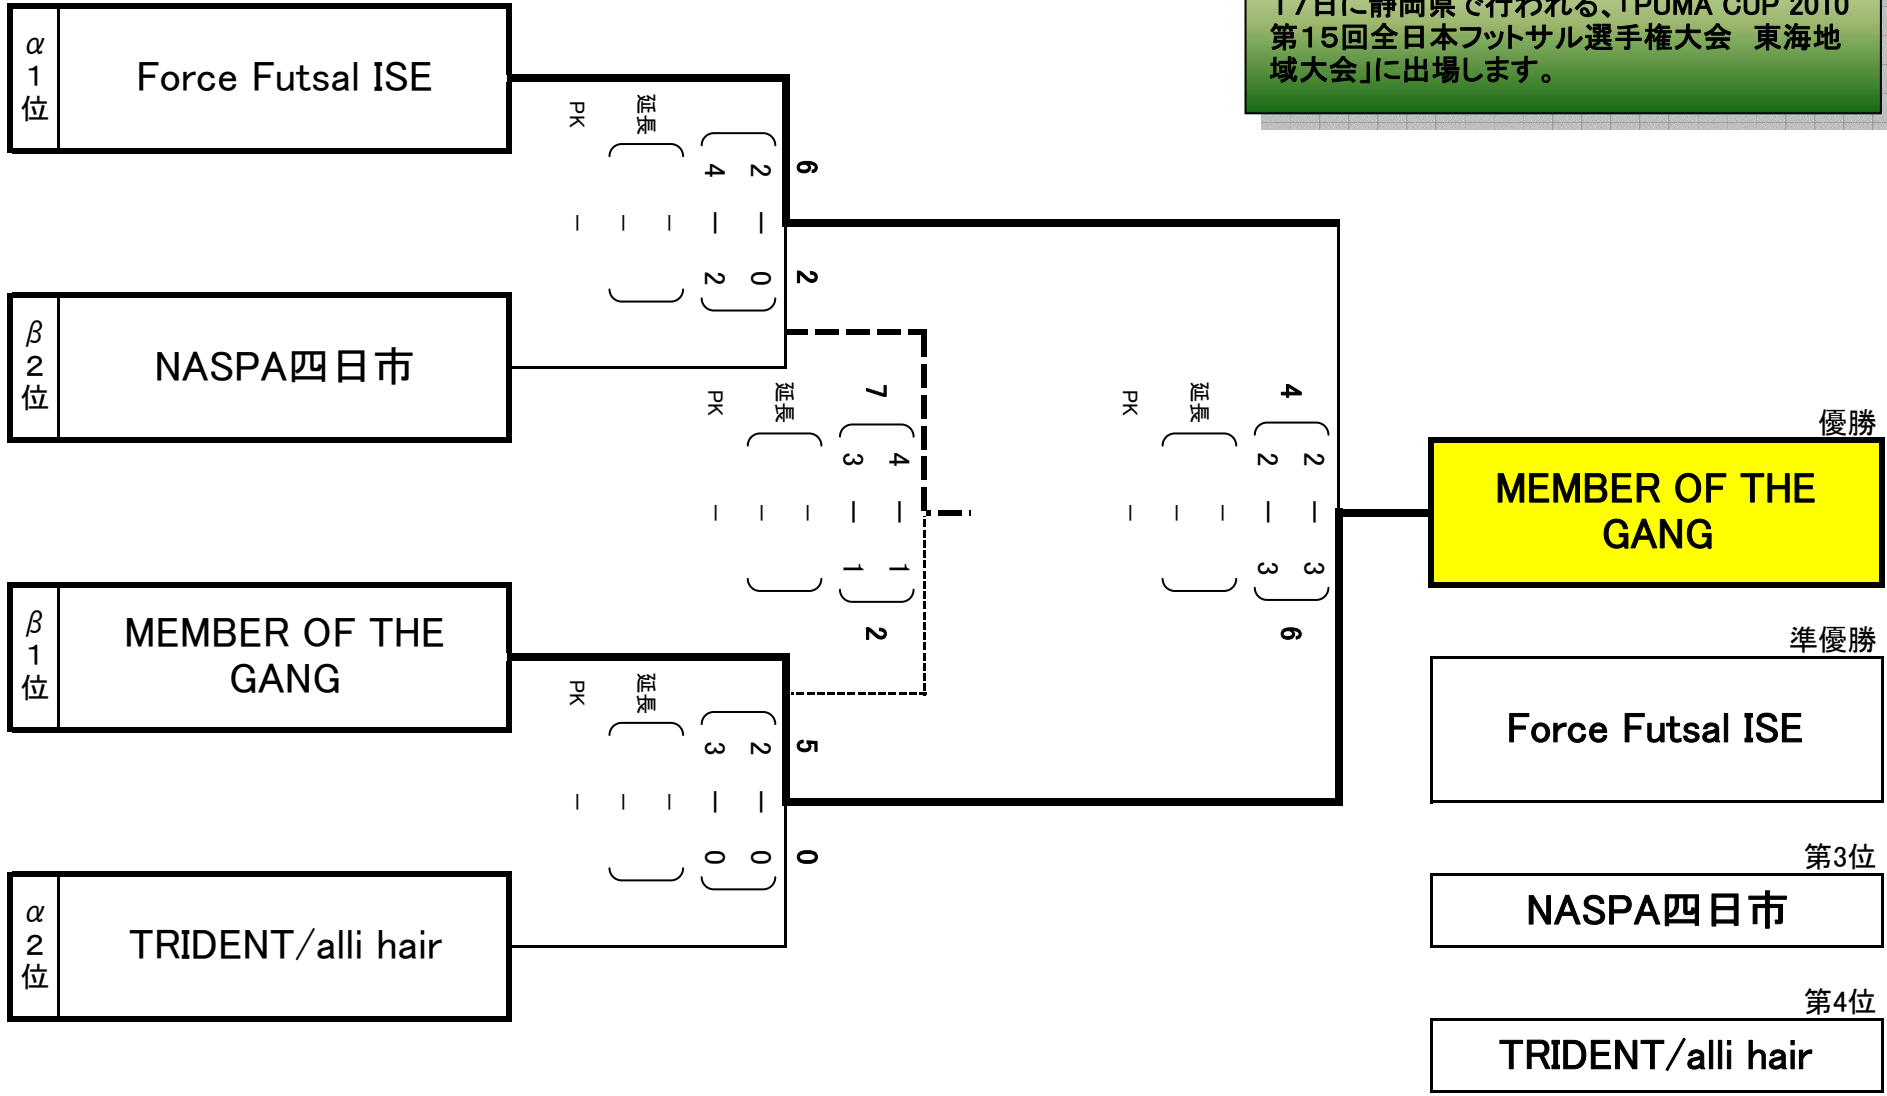 17日に静岡県で行われる、「PUMA CUP 2010
第15回全日本フットサル選手権大会 東海地
域大会」に出場します。
α
1
位
Force Futsal ISE
PK
延長
4 2 6
- - - - -
2 0 2
β
2
位
NASPA四日市
PK
延長
7
3 4
- - - - -
1 1
2
PK
延長
4
2 2
- - - - -
3 3
6
β
1
位
MEMBER OF THE
GANG
PK
延長
3 2 5
- - - - -
0 0 0
α
2
位
TRIDENT/alli hair
優勝
MEMBER OF THE
GANG
準優勝
Force Futsal ISE
第3位
NASPA四日市
第4位
TRIDENT/alli hair